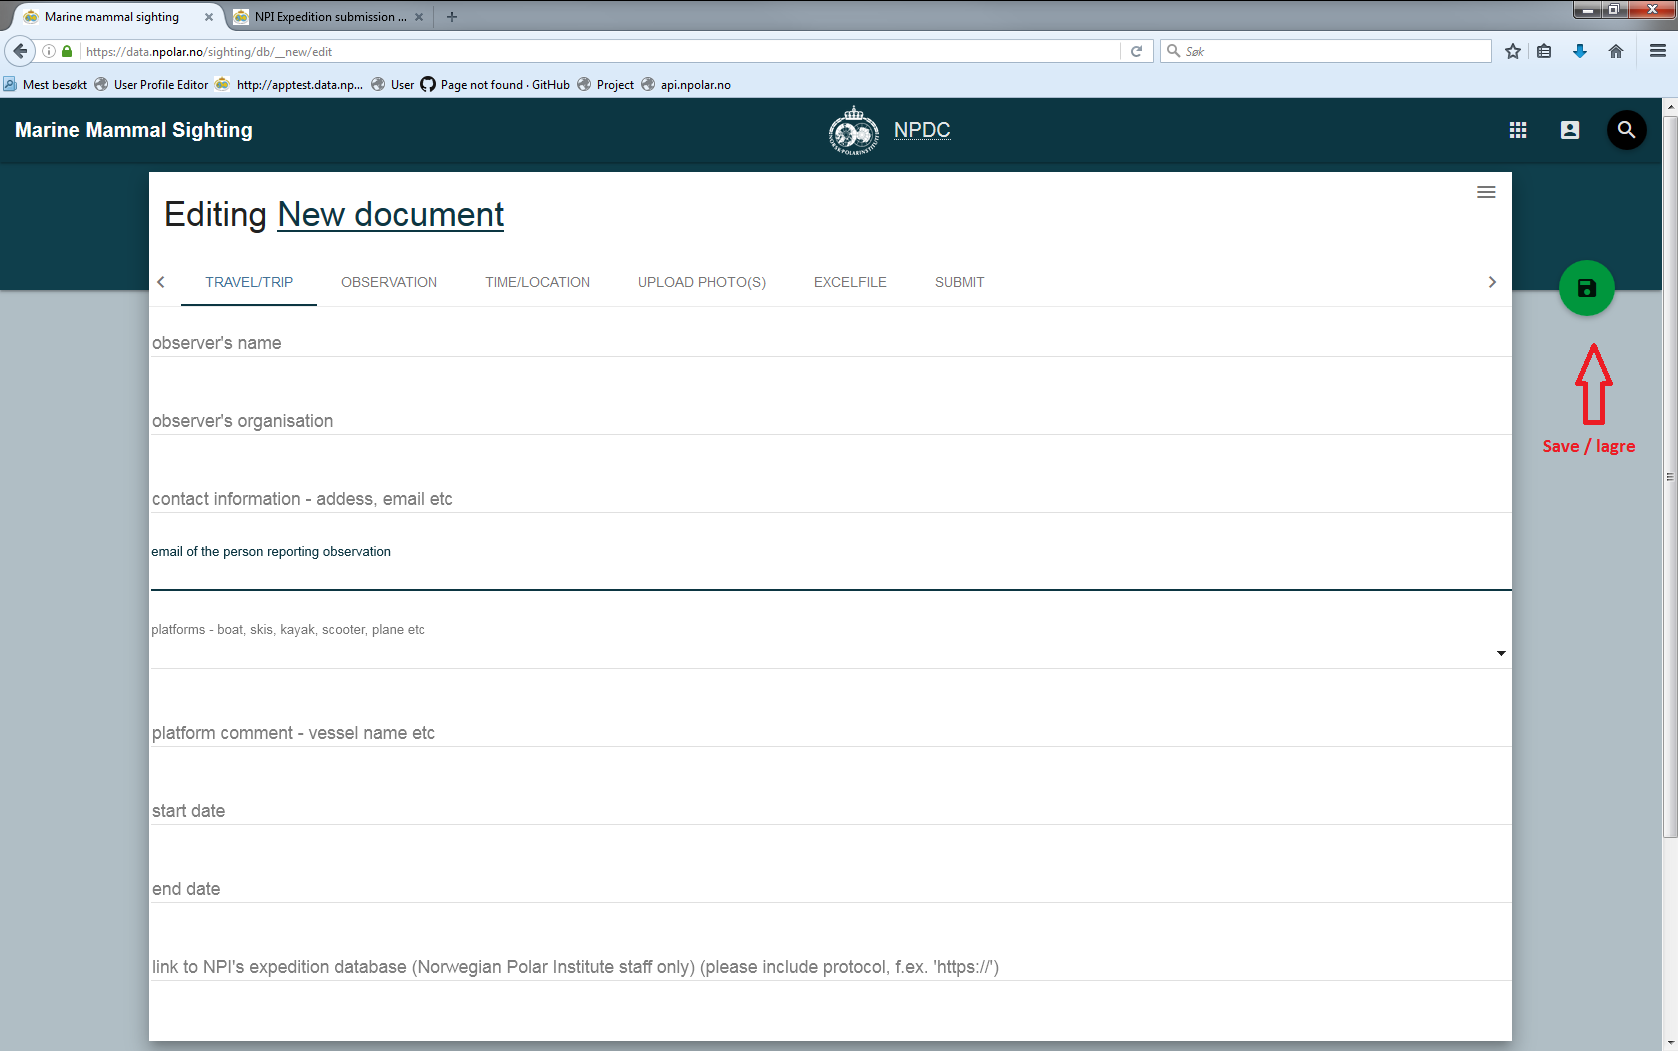 Marine mammal sighting
NPI Expedition submission ...
https://data.npolar.no/sighting/db/__new/edit
Søk
Mest besøkt
User Profile Editor
http://apptest.data.np...
User
Page not found · GitHub
Project
api.npolar.no
Marine Mammal Sighting
NPDC
Editing New document
TRAVEL/TRIP
OBSERVATION
TIME/LOCATION
UPLOAD PHOTO(S)
EXCELFILE
SUBMIT
observer's name
observer's organisation
Save / lagre
contact information - addess, email etc
email of the person reporting observation
platforms - boat, skis, kayak, scooter, plane etc
platform comment - vessel name etc
start date
end date
link to NPI's expedition database (Norwegian Polar Institute staff only) (please include protocol, f.ex. 'https://')